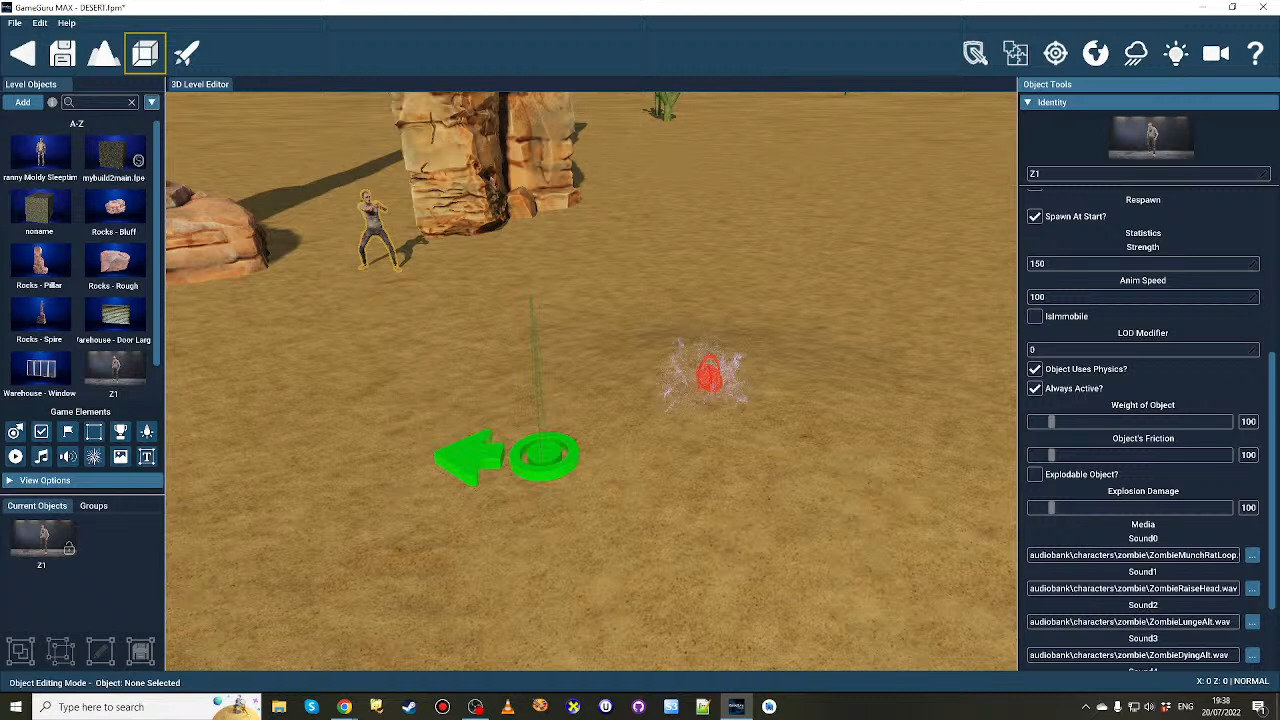 GameGuru MAX - DESERT.fpm*
File Edit Help
Level Objects
3D Level Editor
Object Tools
Add
Identity
A-Z
ranny Moldy Sleeptim
mybuild2main.fpe
S
Z1
noname
Rocks - Bluff
Rocks - Pillar
Rocks - Rough
Rocks - Spire
arehouse - Door Larg
Warehouse - Window
Z1
Game Elements
View Options
Current Objects Groups
Z1
Respawn
Spawn At Start?
Statistics
Strength
150
Anim Speed
100
IsImmobile
LOD Modifier
0
Object Uses Physics?
Always Active?
Weight of Object
100
Object's Friction
100
Explodable Object?
Explosion Damage
100
Media
Sound0
audiobank\characters\zombie\ZombieMunchRatLoop.
...
Sound1
audiobank\characters\zombie\ZombieRaiseHead.wav
...
Sound2
audiobank\characters\zombie\ZombieLungeAlt.wav
...
Sound3
audiobank\characters\zombie\ZombieDyingAlt.wav
...
Object Editing Mode - Object: None Selected
X: 0 Z: 0 | NORMAL
Type here to search
19:38
20/07/2022